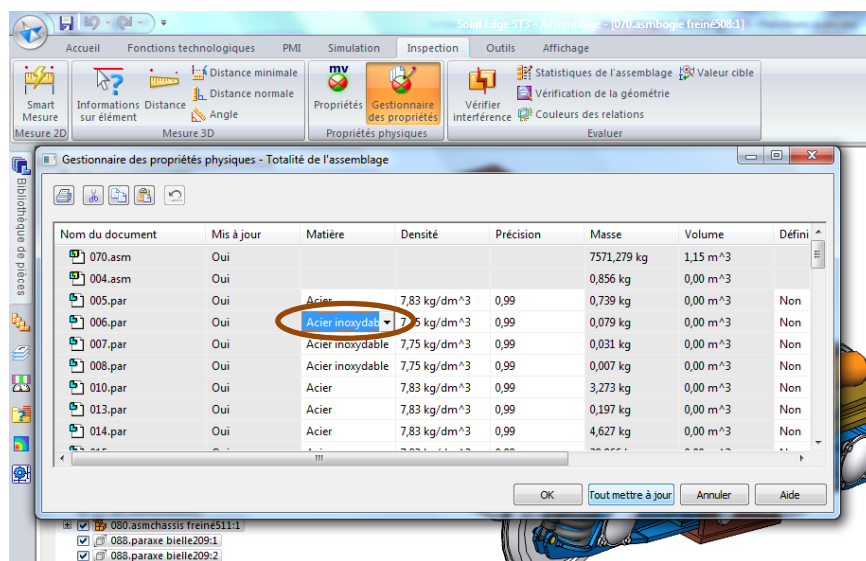 Solid Edge ST3 - Assemblage - [070.asmbogie freiné508:1]
Accueil Fonctions technologiques PMI Simulation Inspection Outils Affichage
Smart Mesure
Informations sur élément
Distance
Distance minimale
Distance normale
Angle
mv
Propriétés
Gestionnaire des propriétés
Vérifier interférence
Statistiques de l'assemblage
Valeur cible
Vérification de la géométrie
Couleurs des relations
Mesure 2D Mesure 3D Propriétés physiques Evaluer
Bibliothèque de pièces
Gestionnaire des propriétés physiques - Totalité de l'assemblage
Nom du document Mis à jour Matière Densité Précision Masse Volume Défini
070.asm Oui 7571,279 kg 1,15 m^3
004.asm Oui 0,856 kg 0,00 m^3
005.par Oui Acier 7,83 kg/dm^3 0,99 0,739 kg 0,00 m^3 Non
006.par Oui Acier inoxydab 7,75 kg/dm^3 0,99 0,079 kg 0,00 m^3 Non
007.par Oui Acier inoxydable 7,75 kg/dm^3 0,99 0,031 kg 0,00 m^3 Non
008.par Oui Acier inoxydable 7,75 kg/dm^3 0,99 0,007 kg 0,00 m^3 Non
010.par Oui Acier 7,83 kg/dm^3 0,99 3,273 kg 0,00 m^3 Non
013.par Oui Acier 7,83 kg/dm^3 0,99 0,197 kg 0,00 m^3 Non
014.par Oui Acier 7,83 kg/dm^3 0,99 4,627 kg 0,00 m^3 Non
OK Tout mettre à jour Annuler Aide
080.asmchassis freiné511:1
088.paraxe bielle209:1
088.paraxe bielle209:2